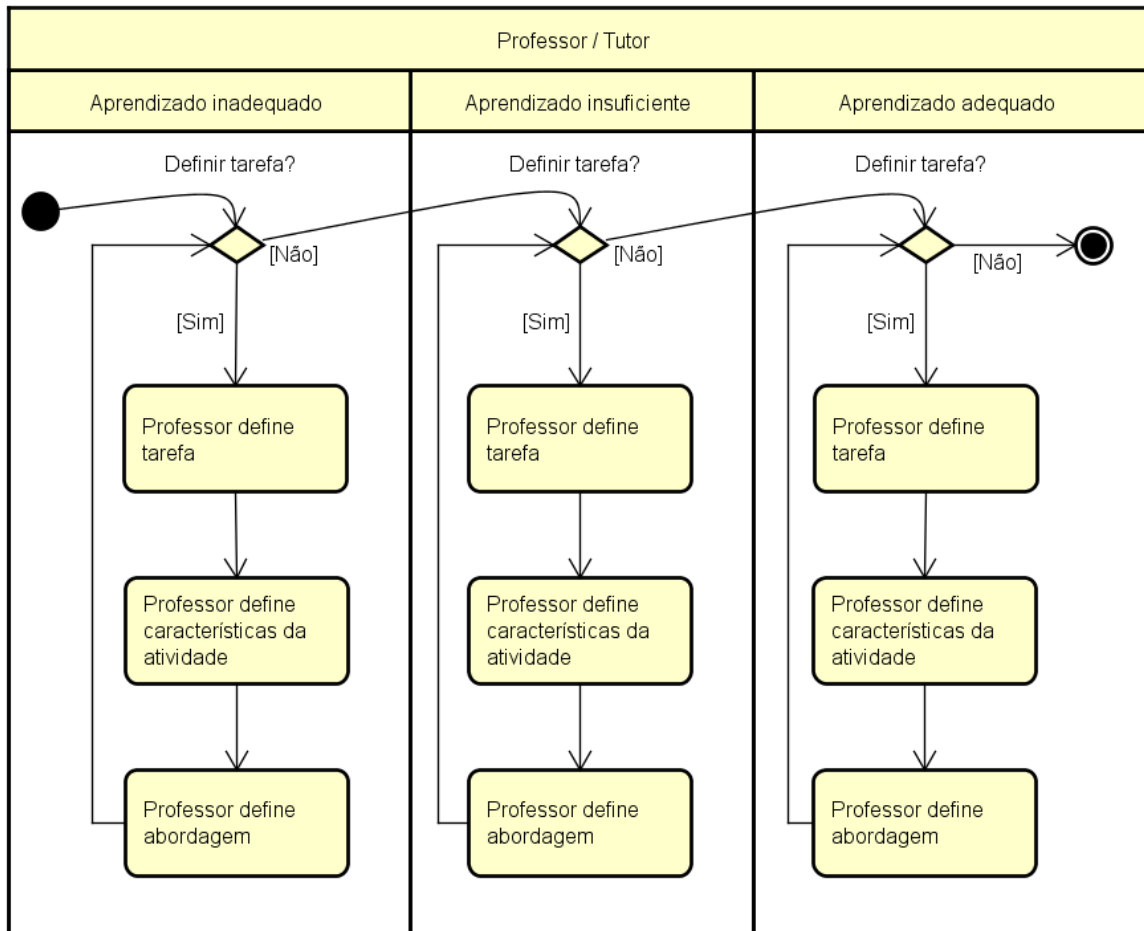 Professor / Tutor
Aprendizado inadequado
Aprendizado insuficiente
Aprendizado adequado
Definir tarefa?
Definir tarefa?
Definir tarefa?
[Não]
[Não]
[Não]
[Sim]
[Sim]
[Sim]
Professor define
tarefa
Professor define
tarefa
Professor define
tarefa
Professor define
características da
atividade
Professor define
características da
atividade
Professor define
características da
atividade
Professor define
abordagem
Professor define
abordagem
Professor define
abordagem